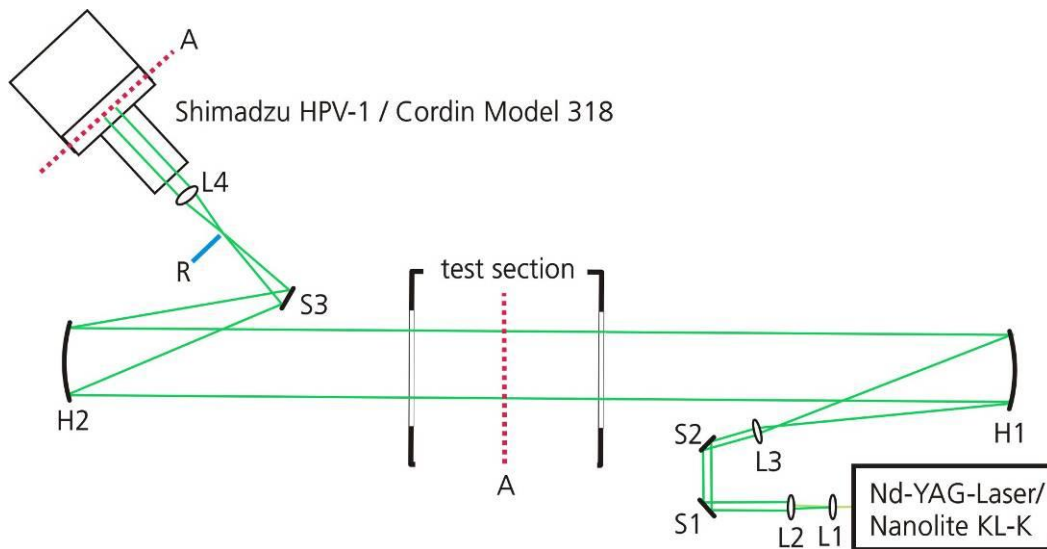 A
Shimadzu HPV-1 / Cordin Model 318
L4
R
test section
S3
H2
S2
L3
H1
A
S1
L2
L1
Nd-YAG-Laser/
Nanolite KL-K